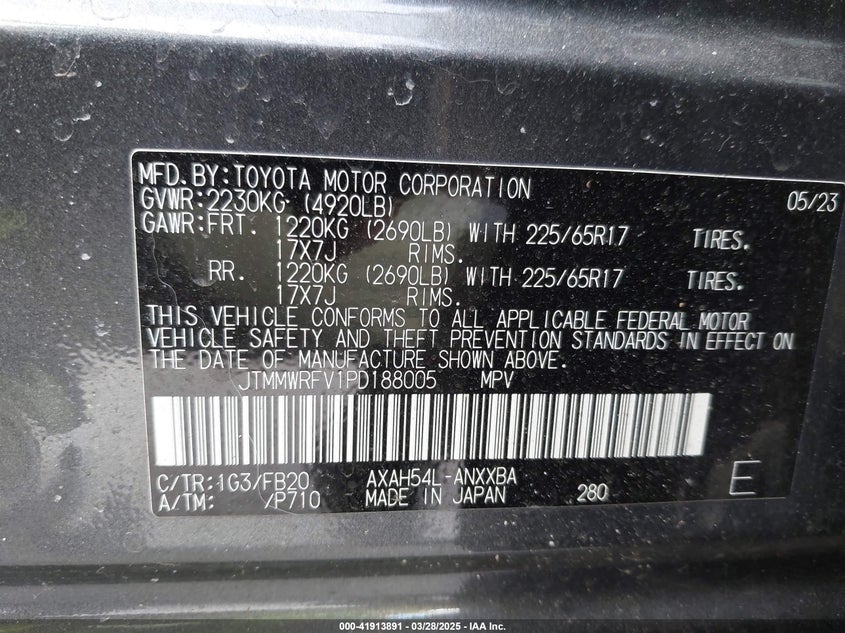 MFD.BY:TOYOTA MOTOR CORPORATION 05/23
GVWR:2230KG (4920LB)
GAWR:FRT. 1220KG (2690LB) WITH 225/65R17 TIRES.
17X7J RIMS.
RR. 1220KG (2690LB) WITH 225/65R17 TIRES.
17X7J RIMS.
THIS VEHICLE CONFORMS TO ALL APPLICABLE FEDERAL MOTOR
VEHICLE SAFETY AND THEFT PREVENTION STANDARDS IN EFFECT ON
THE DATE OF MANUFACTURE SHOWN ABOVE.
JTMMWRFV1PD188005 MPV
C/TR:1G3/FB20 AXAH54L-ANXXBA
A/TM: /P710 MADE IN JAPAN 280 E
000-41913891 - 03/28/2025 - IAA Inc.